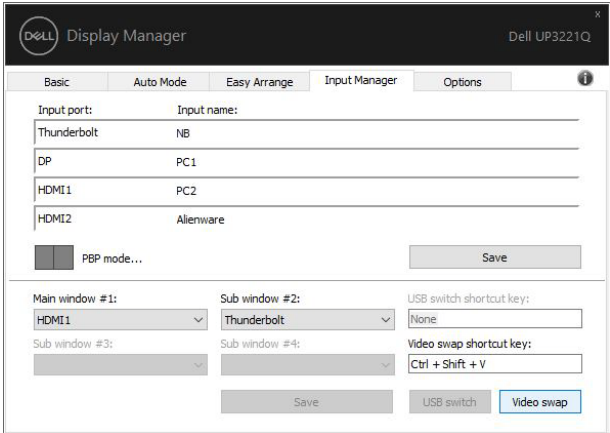 x
DELL Display Manager Dell UP3221Q
Basic Auto Mode Easy Arrange Input Manager Options i
Input port: Input name:
Thunderbolt NB
DP PC1
HDMI1 PC2
HDMI2 Alienware
PBP mode... Save
Main window #1: Sub window #2: USB switch shortcut key:
HDMI1 Thunderbolt None
Sub window #3: Sub window #4: Video swap shortcut key:
Ctrl + Shift + V
Save USB switch Video swap